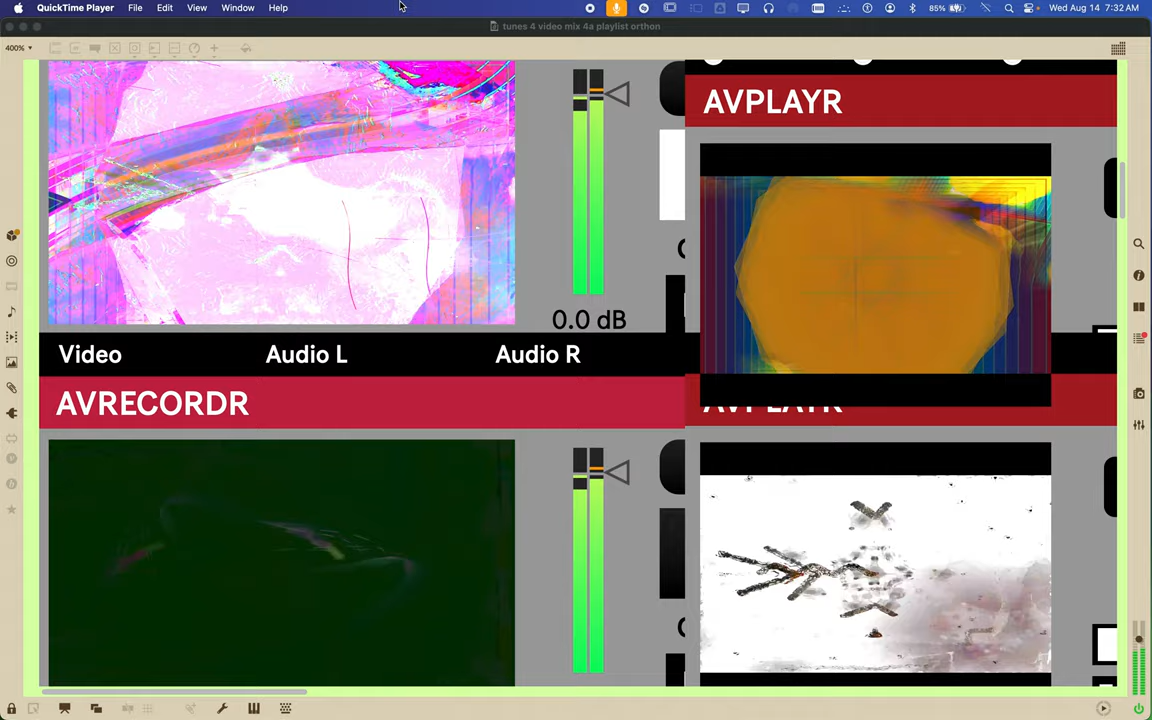 QuickTime Player File Edit View Window Help 85% Wed Aug 14 7:32 AM
tunes 4 video mix 4a playlist orthon
400%
AVPLAYR
0.0 dB
Video Audio L Audio R
AVRECORDR
AVPLAYR